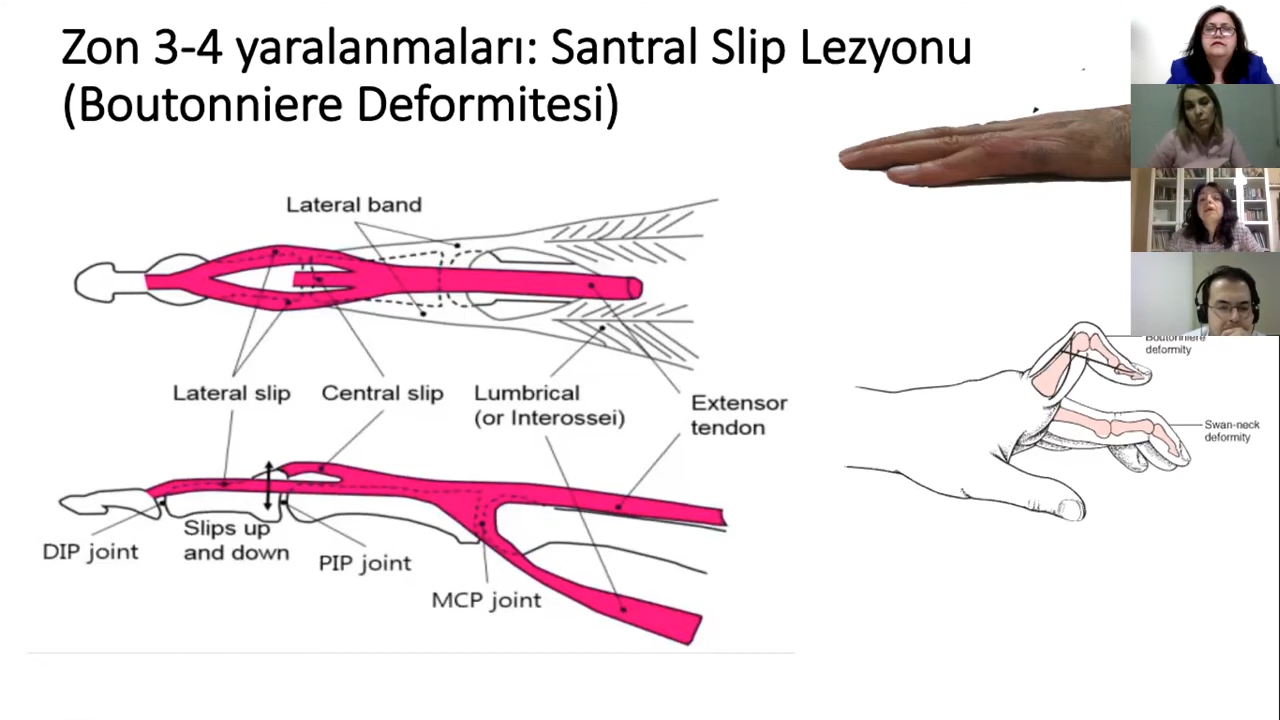 Zon 3-4 yaralanmaları: Santral Slip Lezyonu
(Boutonniere Deformitesi)
Lateral band
Lateral slip
Central slip
Lumbrical
(or Interossei)
Extensor
tendon
DIP joint
Slips up
and down
PIP joint
MCP joint
Boutonniere
deformity
Swan-neck
deformity